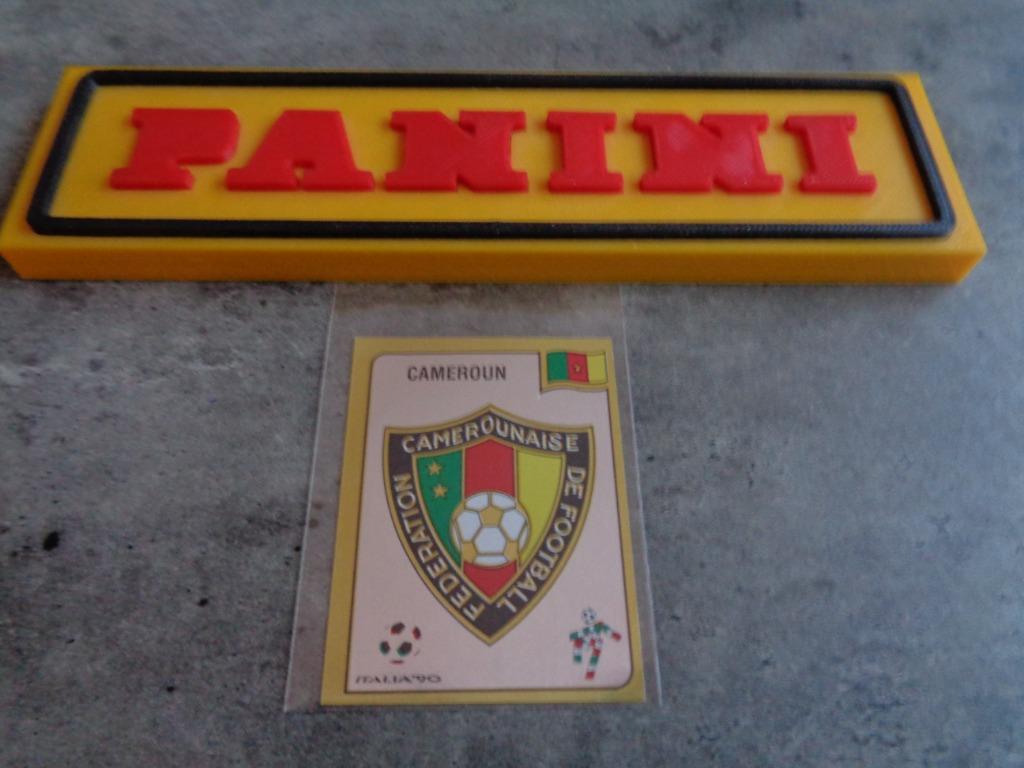 PANINI
CAMEROUN
FEDERATION CAMEROUNAISE DE FOOTBALL
ITALIA'90